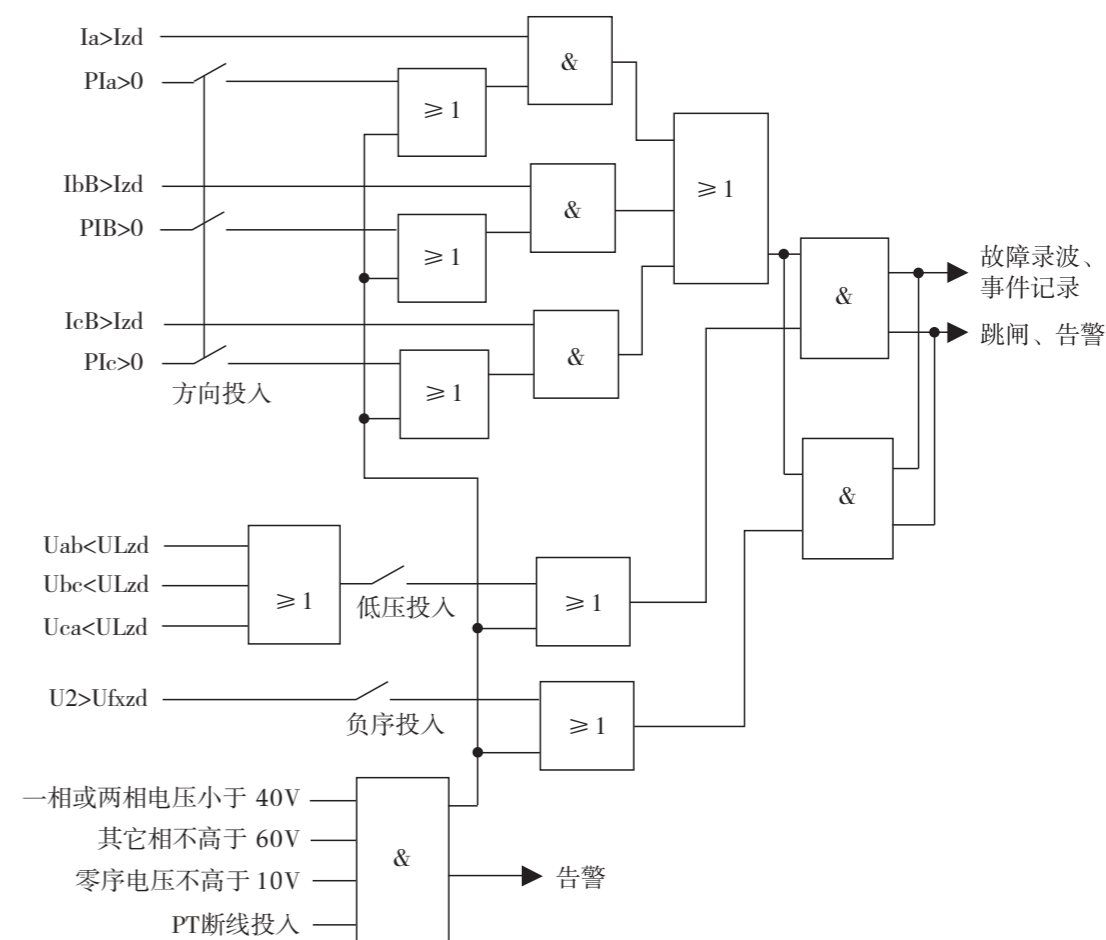 Ia>Izd
&
PIa>0
≥1
IbB>Izd
&
≥1
PIB>0
≥1
故障录波、
事件记录
&
IcB>Izd
跳闸、告警
&
PIc>0
≥1
方向投入
&
Uab<ULzd
Ubc<ULzd
≥1
低压投入
≥1
Uca<ULzd
U2>Ufxzd
负序投入
≥1
一相或两相电压小于 40V
其它相不高于 60V
&
零序电压不高于 10V
告警
PT断线投入